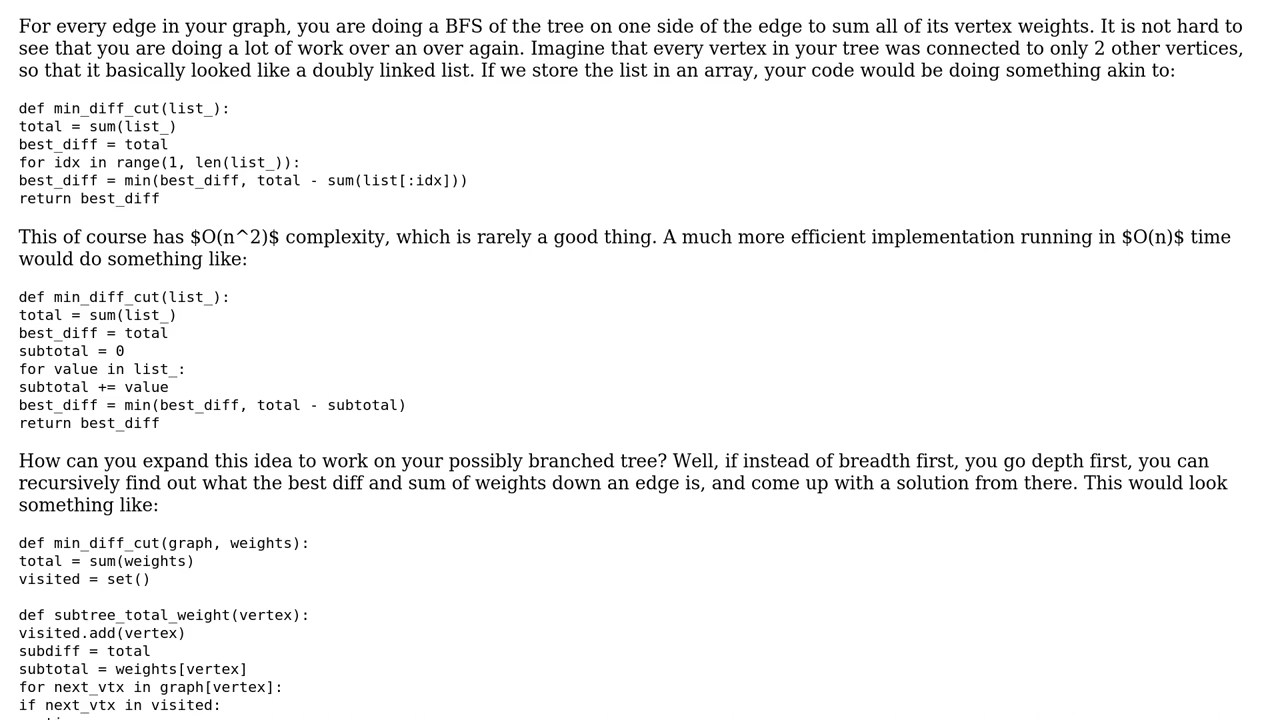 For every edge in your graph, you are doing a BFS of the tree on one side of the edge to sum all of its vertex weights. It is not hard to
see that you are doing a lot of work over an over again. Imagine that every vertex in your tree was connected to only 2 other vertices,
so that it basically looked like a doubly linked list. If we store the list in an array, your code would be doing something akin to:
def min_diff_cut(list_):
total = sum(list_)
best_diff = total
for idx in range(1, len(list_)):
best_diff = min(best_diff, total - sum(list[:idx]))
return best_diff
This of course has $O(n^2)$ complexity, which is rarely a good thing. A much more efficient implementation running in $O(n)$ time
would do something like:
def min_diff_cut(list_):
total = sum(list_)
best_diff = total
subtotal = 0
for value in list_:
subtotal += value
best_diff = min(best_diff, total - subtotal)
return best_diff
How can you expand this idea to work on your possibly branched tree? Well, if instead of breadth first, you go depth first, you can
recursively find out what the best diff and sum of weights down an edge is, and come up with a solution from there. This would look
something like:
def min_diff_cut(graph, weights):
total = sum(weights)
visited = set()
def subtree_total_weight(vertex):
visited.add(vertex)
subdiff = total
subtotal = weights[vertex]
for next_vtx in graph[vertex]:
if next_vtx in visited: